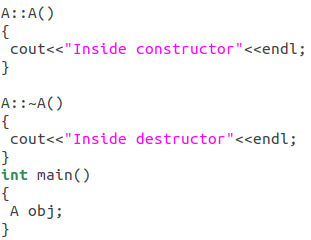 A::A()
{
 cout<<"Inside constructor"<<endl;
}

A::~A()
{
 cout<<"Inside destructor"<<endl;
}
int main()
{
 A obj;
}